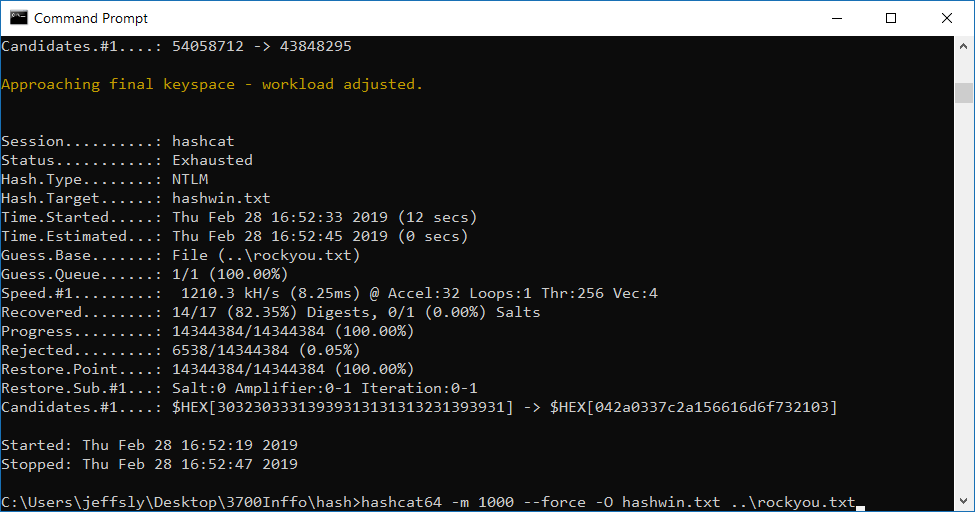 Command Prompt
Candidates.#1....: 54058712 -> 43848295
Approaching final keyspace - workload adjusted.
Session..........: hashcat
Status...........: Exhausted
Hash.Type........: NTLM
Hash.Target......: hashwin.txt
Time.Started.....: Thu Feb 28 16:52:33 2019 (12 secs)
Time.Estimated...: Thu Feb 28 16:52:45 2019 (0 secs)
Guess.Base.......: File (..\rockyou.txt)
Guess.Queue......: 1/1 (100.00%)
Speed.#1.........:  1210.3 kH/s (8.25ms) @ Accel:32 Loops:1 Thr:256 Vec:4
Recovered........: 14/17 (82.35%) Digests, 0/1 (0.00%) Salts
Progress.........: 14344384/14344384 (100.00%)
Rejected.........: 6538/14344384 (0.05%)
Restore.Point....: 14344384/14344384 (100.00%)
Restore.Sub.#1...: Salt:0 Amplifier:0-1 Iteration:0-1
Candidates.#1....: $HEX[30323033313939313131313231393931] -> $HEX[042a0337c2a156616d6f732103]
Started: Thu Feb 28 16:52:19 2019
Stopped: Thu Feb 28 16:52:47 2019
C:\Users\jeffsly\Desktop\3700Inffo\hash>hashcat64 -m 1000 --force -O hashwin.txt ..\rockyou.txt